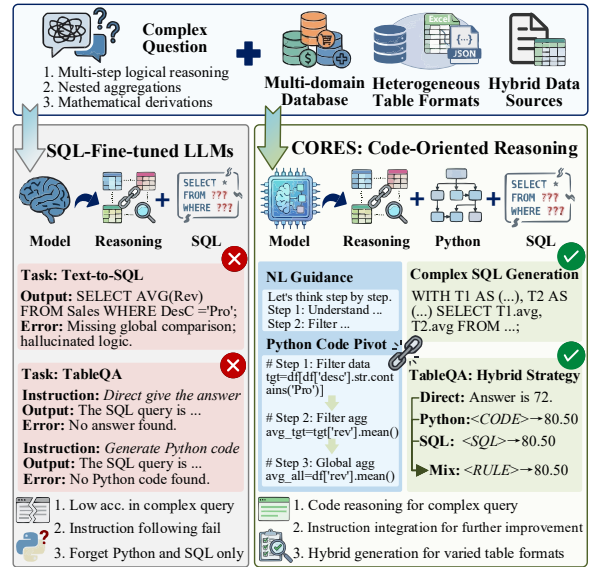 Complex
Question
1. Multi-step logical reasoning
2. Nested aggregations
3. Mathematical derivations
Multi-domain
Database
Excel
{...}
JSON
Heterogeneous
Table Formats
Hybrid Data
Sources
SQL-Fine-tuned LLMs
SELECT *
FROM ???
WHERE ???
Model
Reasoning
SQL
Task: Text-to-SQL
Output: SELECT AVG(Rev)
FROM Sales WHERE DesC ='Pro';
Error: Missing global comparison;
hallucinated logic.
Task: TableQA
Instruction: Direct give the answer
Output: The SQL query is ...
Error: No answer found.
Instruction: Generate Python code
Output: The SQL query is ...
Error: No Python code found.
1. Low acc. in complex query
2. Instruction following fail
3. Forget Python and SQL only
CORES: Code-Oriented Reasoning
SELECT *
FROM ???
WHERE ???
Model
Reasoning
Python
SQL
NL Guidance
Let's think step by step.
Step 1: Understand ...
Step 2: Filter ...
Python Code Pivot
# Step 1: Filter data
tgt=df[df['desc'].str.cont
ains('Pro')]
# Step 2: Filter agg
avg_tgt=tgt['rev'].mean()
# Step 3: Global agg
avg_all=df['rev'].mean()
Complex SQL Generation
WITH T1 AS (...), T2 AS
(...) SELECT T1.avg,
T2.avg FROM ...;
TableQA: Hybrid Strategy
Direct: Answer is 72.
Python:<CODE>→80.50
SQL: <SQL>→80.50
Mix: <RULE>→80.50
1. Code reasoning for complex query
2. Instruction integration for further improvement
3. Hybrid generation for varied table formats